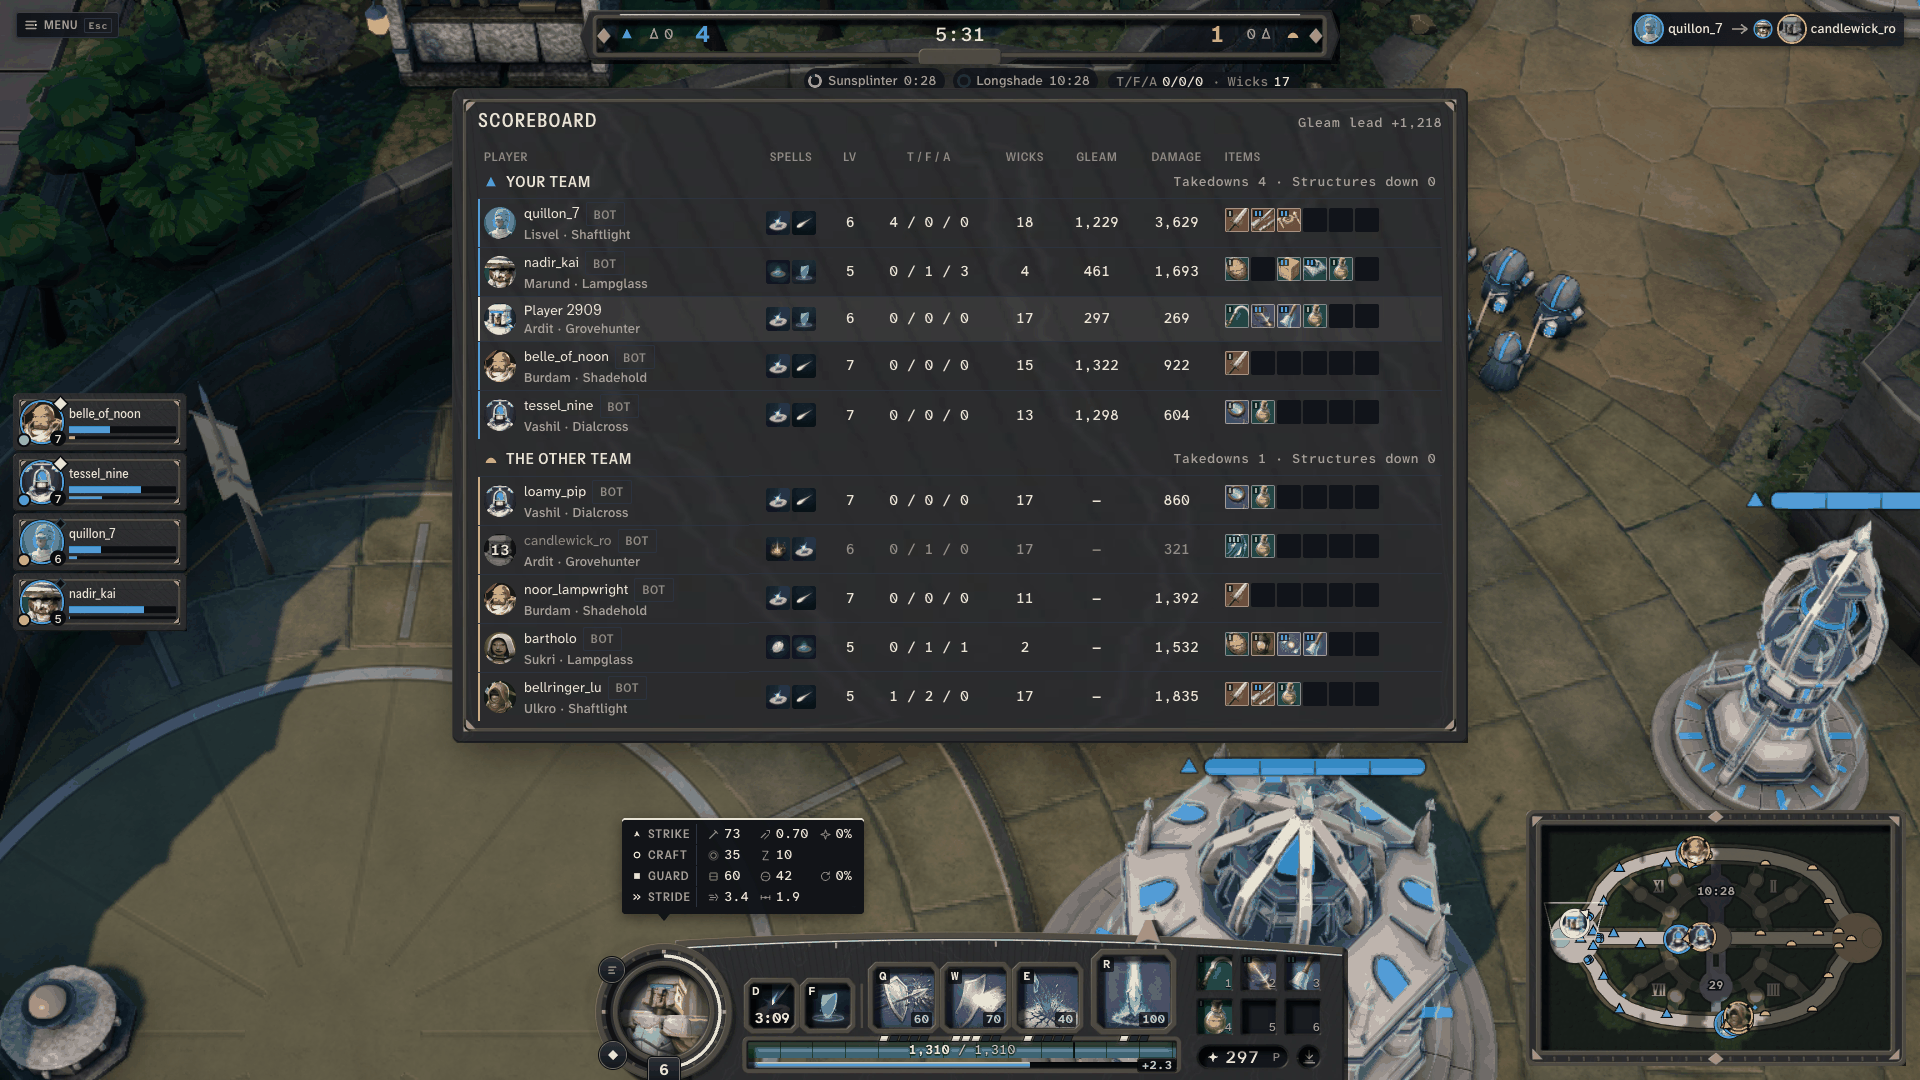 MENU Esc
0 4 5:31 1 0
quillon_7 → candlewick_ro
Sunsplinter 0:28 Longshade 10:28 T/F/A 0/0/0 · Wicks 17
SCOREBOARD
Gleam lead +1,218
PLAYER SPELLS LV T / F / A WICKS GLEAM DAMAGE ITEMS
YOUR TEAM Takedowns 4 · Structures down 0
quillon_7 BOT
Lisvel · Shaftlight
6 4 / 0 / 0 18 1,229 3,629
nadir_kai BOT
Marund · Lampglass
5 0 / 1 / 3 4 461 1,693
Player 2909
Ardit · Grovehunter
6 0 / 0 / 0 17 297 269
belle_of_noon BOT
Burdam · Shadehold
7 0 / 0 / 0 15 1,322 922
tessel_nine BOT
Vashil · Dialcross
7 0 / 0 / 0 13 1,298 604
THE OTHER TEAM Takedowns 1 · Structures down 0
loamy_pip BOT
Vashil · Dialcross
7 0 / 0 / 0 17 – 860
13 candlewick_ro BOT
Ardit · Grovehunter
6 0 / 1 / 0 17 – 321
noor_lampwright BOT
Burdam · Shadehold
7 0 / 0 / 0 11 – 1,392
bartholo BOT
Sukri · Lampglass
5 0 / 1 / 1 2 – 1,532
bellringer_lu BOT
Ulkro · Shaftlight
5 1 / 2 / 0 17 – 1,835
belle_of_noon
7
tessel_nine
7
quillon_7
6
nadir_kai
5
STRIKE 73 0.70 0%
CRAFT 35 10
GUARD 60 42 0%
STRIDE 3.4 1.9
D 3:09
F
Q 60
W 70
E 40
R 100
1 2 3
4 5 6
1,310 / 1,310
+2.3
6
297 P
XI II
10:28
VII IIII
29